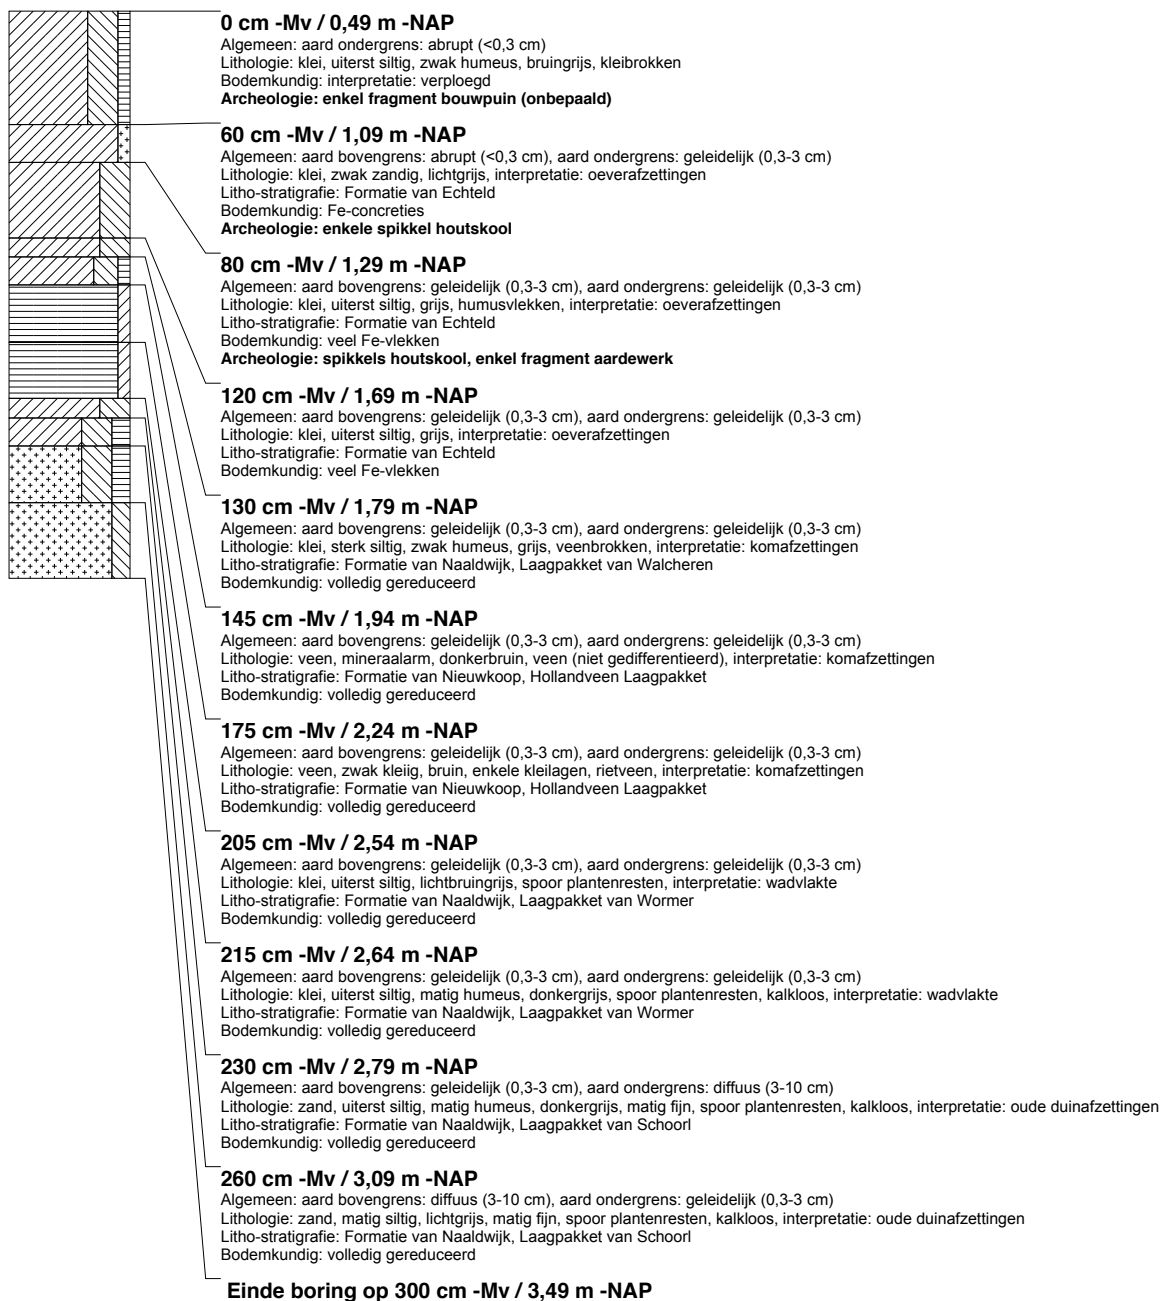 0 cm -Mv / 0,49 m -NAP
Algemeen: aard ondergrens: abrupt (<0,3 cm)
Lithologie: klei, uiterst siltig, zwak humeus, bruingrijs, kleibrokken
Bodemkundig: interpretatie: verploegd
Archeologie: enkel fragment bouwpuin (onbepaald)
60 cm -Mv / 1,09 m -NAP
Algemeen: aard bovengrens: abrupt (<0,3 cm), aard ondergrens: geleidelijk (0,3-3 cm)
Lithologie: klei, zwak zandig, lichtgrijs, interpretatie: oeverafzettingen
Litho-stratigrafie: Formatie van Echteld
Bodemkundig: Fe-concreties
Archeologie: enkele spikkel houtskool
80 cm -Mv / 1,29 m -NAP
Algemeen: aard bovengrens: geleidelijk (0,3-3 cm), aard ondergrens: geleidelijk (0,3-3 cm)
Lithologie: klei, uiterst siltig, grijs, humusvlekken, interpretatie: oeverafzettingen
Litho-stratigrafie: Formatie van Echteld
Bodemkundig: veel Fe-vlekken
Archeologie: spikkels houtskool, enkel fragment aardewerk
120 cm -Mv / 1,69 m -NAP
Algemeen: aard bovengrens: geleidelijk (0,3-3 cm), aard ondergrens: geleidelijk (0,3-3 cm)
Lithologie: klei, uiterst siltig, grijs, interpretatie: oeverafzettingen
Litho-stratigrafie: Formatie van Echteld
Bodemkundig: veel Fe-vlekken
130 cm -Mv / 1,79 m -NAP
Algemeen: aard bovengrens: geleidelijk (0,3-3 cm), aard ondergrens: geleidelijk (0,3-3 cm)
Lithologie: klei, sterk siltig, zwak humeus, grijs, veenbrokken, interpretatie: komafzettingen
Litho-stratigrafie: Formatie van Naaldwijk, Laagpakket van Walcheren
Bodemkundig: volledig gereduceerd
145 cm -Mv / 1,94 m -NAP
Algemeen: aard bovengrens: geleidelijk (0,3-3 cm), aard ondergrens: geleidelijk (0,3-3 cm)
Lithologie: veen, mineraalarm, donkerbruin, veen (niet gedifferentieerd), interpretatie: komafzettingen
Litho-stratigrafie: Formatie van Nieuwkoop, Hollandveen Laagpakket
Bodemkundig: volledig gereduceerd
175 cm -Mv / 2,24 m -NAP
Algemeen: aard bovengrens: geleidelijk (0,3-3 cm), aard ondergrens: geleidelijk (0,3-3 cm)
Lithologie: veen, zwak kleiig, bruin, enkele kleilagen, rietveen, interpretatie: komafzettingen
Litho-stratigrafie: Formatie van Nieuwkoop, Hollandveen Laagpakket
Bodemkundig: volledig gereduceerd
205 cm -Mv / 2,54 m -NAP
Algemeen: aard bovengrens: geleidelijk (0,3-3 cm), aard ondergrens: geleidelijk (0,3-3 cm)
Lithologie: klei, uiterst siltig, lichtbruingrijs, spoor plantenresten, interpretatie: wadvlakte
Litho-stratigrafie: Formatie van Naaldwijk, Laagpakket van Wormer
Bodemkundig: volledig gereduceerd
215 cm -Mv / 2,64 m -NAP
Algemeen: aard bovengrens: geleidelijk (0,3-3 cm), aard ondergrens: geleidelijk (0,3-3 cm)
Lithologie: klei, uiterst siltig, matig humeus, donkergrijs, spoor plantenresten, kalkloos, interpretatie: wadvlakte
Litho-stratigrafie: Formatie van Naaldwijk, Laagpakket van Wormer
Bodemkundig: volledig gereduceerd
230 cm -Mv / 2,79 m -NAP
Algemeen: aard bovengrens: geleidelijk (0,3-3 cm), aard ondergrens: diffuus (3-10 cm)
Lithologie: zand, uiterst siltig, matig humeus, donkergrijs, matig fijn, spoor plantenresten, kalkloos, interpretatie: oude duinafzettingen
Litho-stratigrafie: Formatie van Naaldwijk, Laagpakket van Schoorl
Bodemkundig: volledig gereduceerd
260 cm -Mv / 3,09 m -NAP
Algemeen: aard bovengrens: diffuus (3-10 cm), aard ondergrens: geleidelijk (0,3-3 cm)
Lithologie: zand, matig siltig, lichtgrijs, matig fijn, spoor plantenresten, kalkloos, interpretatie: oude duinafzettingen
Litho-stratigrafie: Formatie van Naaldwijk, Laagpakket van Schoorl
Bodemkundig: volledig gereduceerd
Einde boring op 300 cm -Mv / 3,49 m -NAP